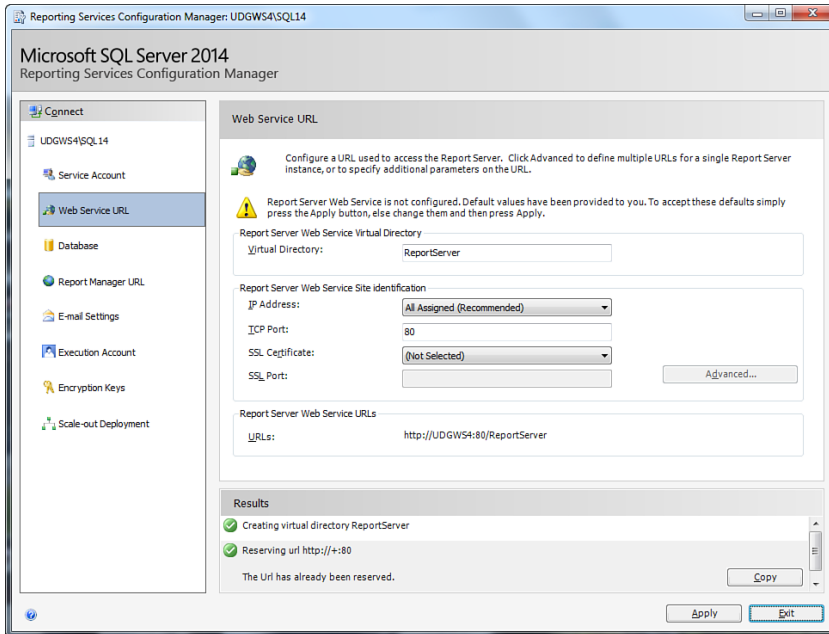 Reporting Services Configuration Manager: UDGWS4\SQL14
Microsoft SQL Server 2014
Reporting Services Configuration Manager
Connect
UDGWS4\SQL14
Service Account
Web Service URL
Database
Report Manager URL
E-mail Settings
Execution Account
Encryption Keys
Scale-out Deployment
Web Service URL
Configure a URL used to access the Report Server. Click Advanced to define multiple URLs for a single Report Server
instance, or to specify additional parameters on the URL.
Report Server Web Service is not configured. Default values have been provided to you. To accept these defaults simply
press the Apply button, else change them and then press Apply.
Report Server Web Service Virtual Directory
Virtual Directory: ReportServer
Report Server Web Service Site identification
IP Address: All Assigned (Recommended)
TCP Port: 80
SSL Certificate: (Not Selected)
SSL Port:
Advanced...
Report Server Web Service URLs
URLs: http://UDGWS4:80/ReportServer
Results
Creating virtual directory ReportServer
Reserving url http://+:80
The Url has already been reserved.
Copy
Apply Exit